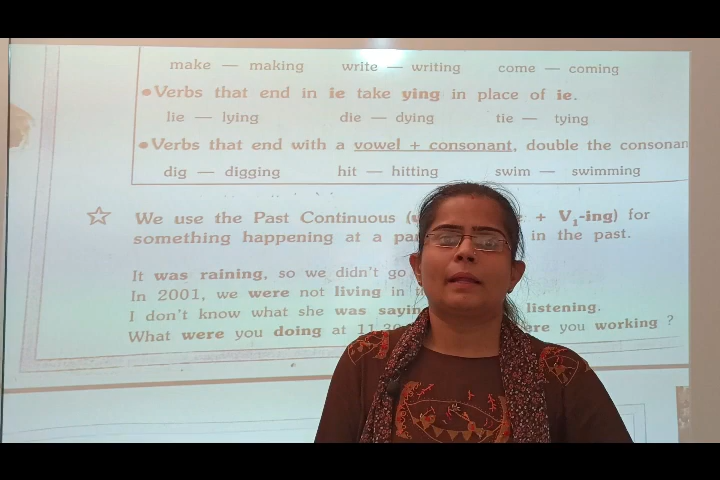 make — making write — writing come — coming
• Verbs that end in ie take ying in place of ie.
lie — lying die — dying tie — tying
• Verbs that end with a vowel + consonant, double the consonan
dig — digging hit — hitting swim — swimming
☆ We use the Past Continuous ( + V₁-ing) for
something happening at a in the past.
It was raining, so we didn't go
In 2001, we were not living in
I don't know what she was listening.
What were you doing at you working ?